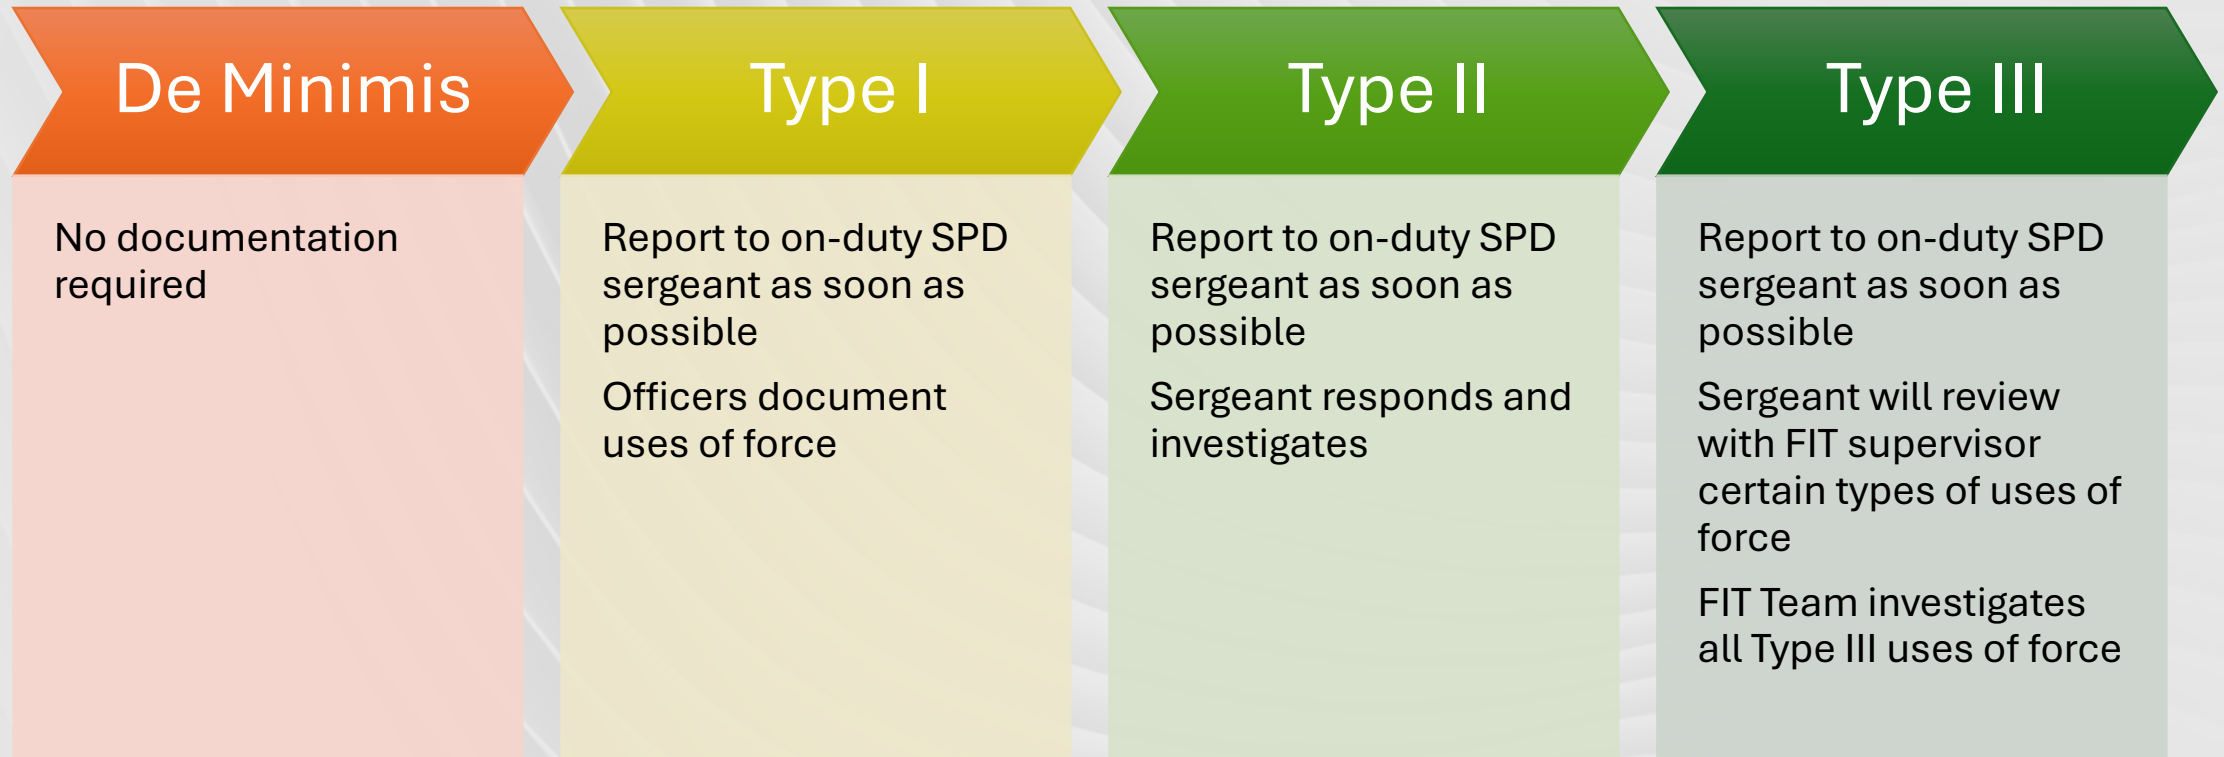 De Minimis
No documentation
required
Type I
Report to on-duty SPD
sergeant as soon as
possible
Officers document
uses of force
Type II
Report to on-duty SPD
sergeant as soon as
possible
Sergeant responds and
investigates
Type III
Report to on-duty SPD
sergeant as soon as
possible
Sergeant will review
with FIT supervisor
certain types of uses of
force
FIT Team investigates
all Type III uses of force